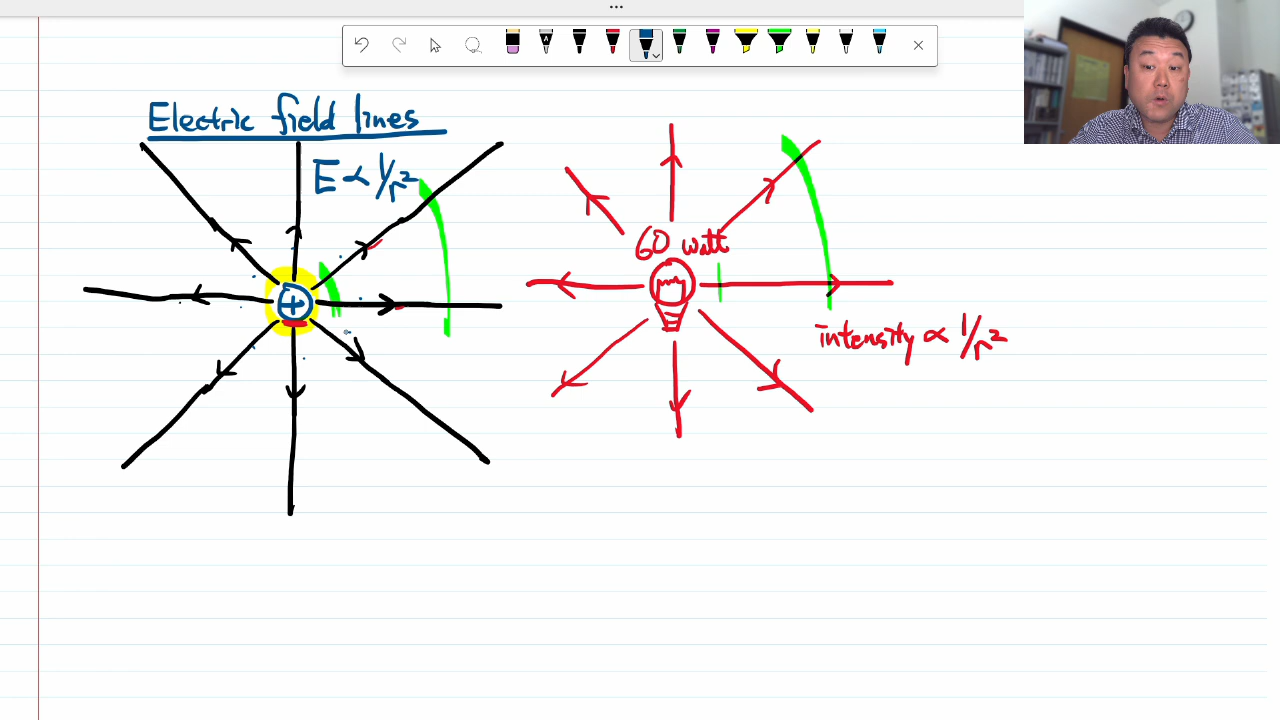 Electric field lines
E ∝ 1/r²
+
60 watt
intensity ∝ 1/r²